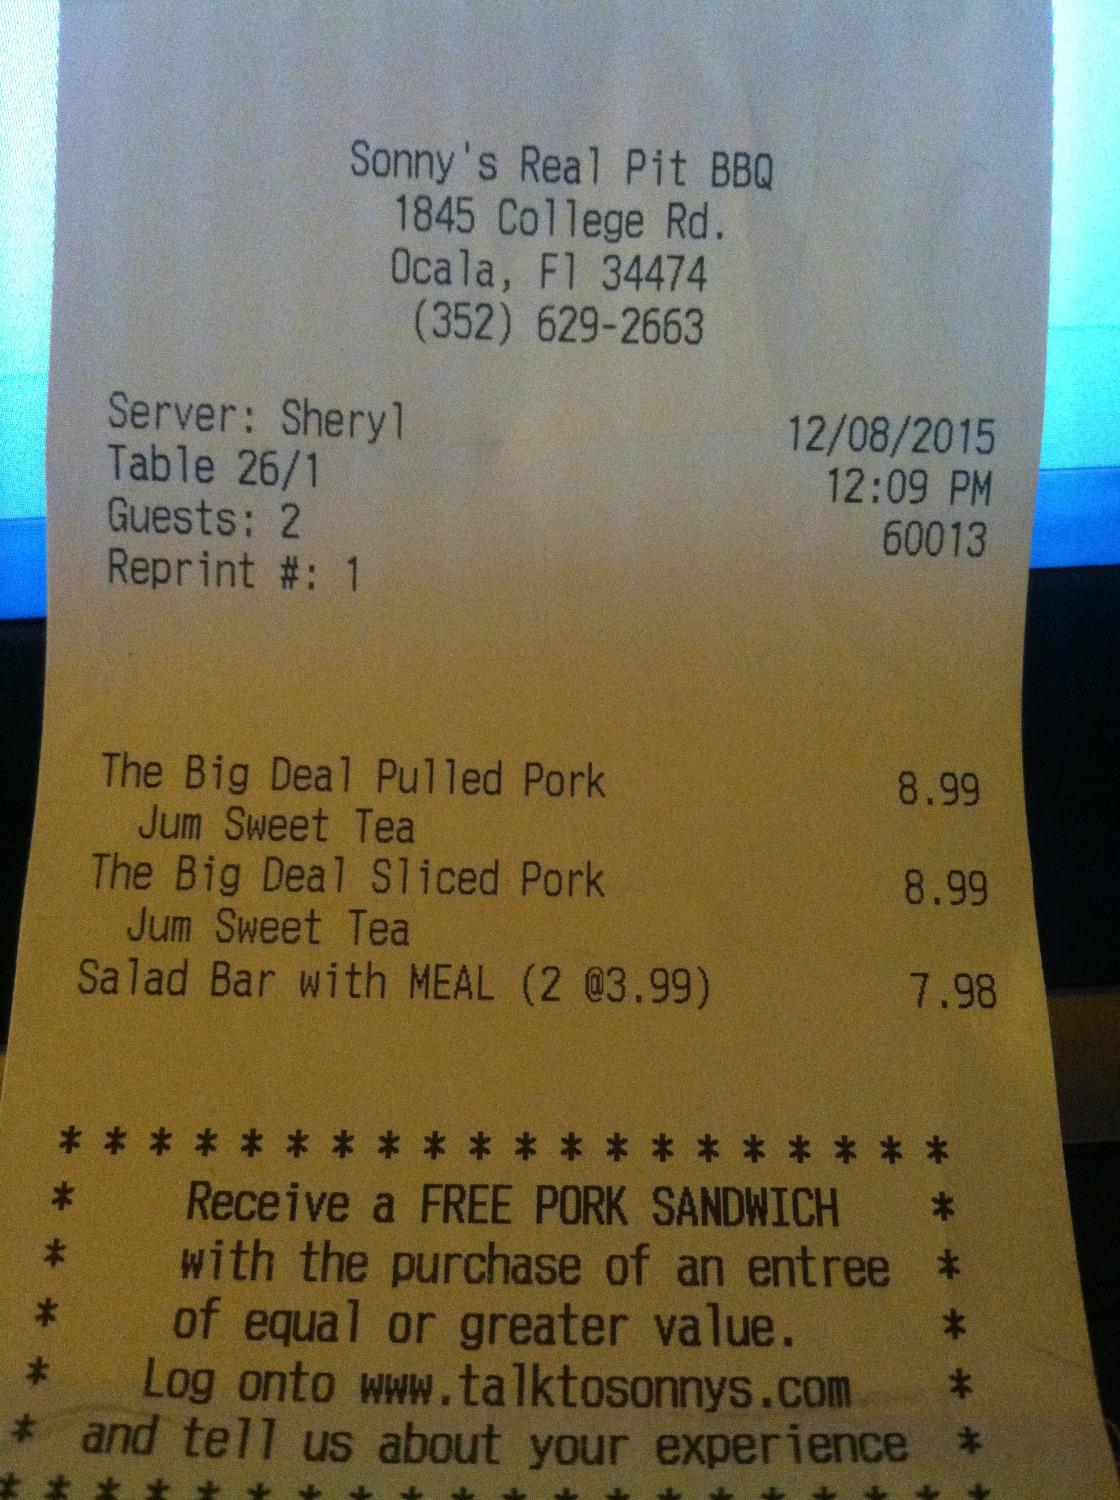 Sonny's Real Pit BBQ
1845 College Rd.
Ocala, Fl 34474
(352) 629-2663
Server: Sheryl 12/08/2015
Table 26/1 12:09 PM
Guests: 2 60013
Reprint #: 1
The Big Deal Pulled Pork 8.99
Jum Sweet Tea
The Big Deal Sliced Pork 8.99
Jum Sweet Tea
Salad Bar with MEAL (2 @3.99) 7.98
* * * * * * * * * * * * * * * * * * * *
* Receive a FREE PORK SANDWICH *
* with the purchase of an entree *
* of equal or greater value. *
* Log onto www.talktosonnys.com *
* and tell us about your experience *
* * * * * * * * * * * * * * * * * * * *